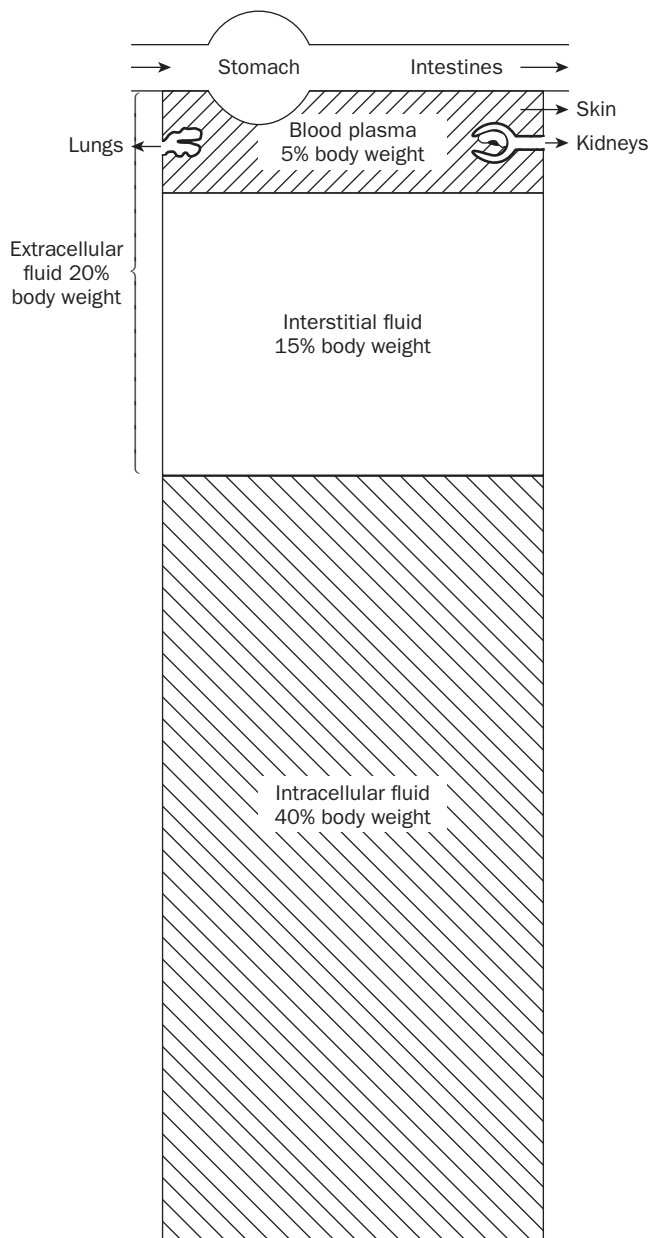 Stomach
Intestines
Skin
Blood plasma
5% body weight
Lungs
Kidneys
Extracellular
fluid 20%
body weight
Interstitial fluid
15% body weight
Intracellular fluid
40% body weight